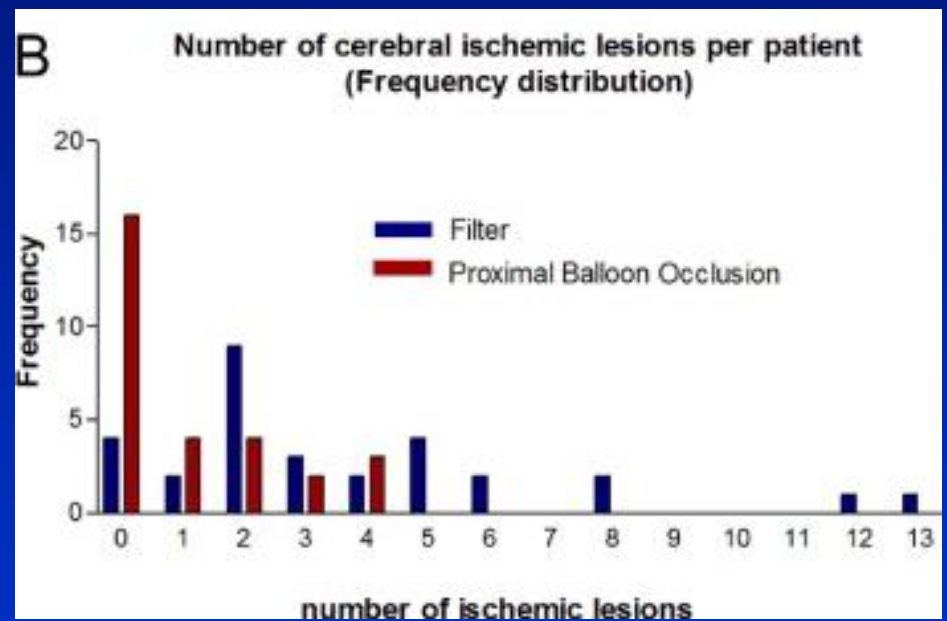 B
Number of cerebral ischemic lesions per patient
(Frequency distribution)
20
15
10
5
0
Frequency
Filter
Proximal Balloon Occlusion
0 1 2 3 4 5 6 7 8 9 10 11 12 13
number of ischemic lesions